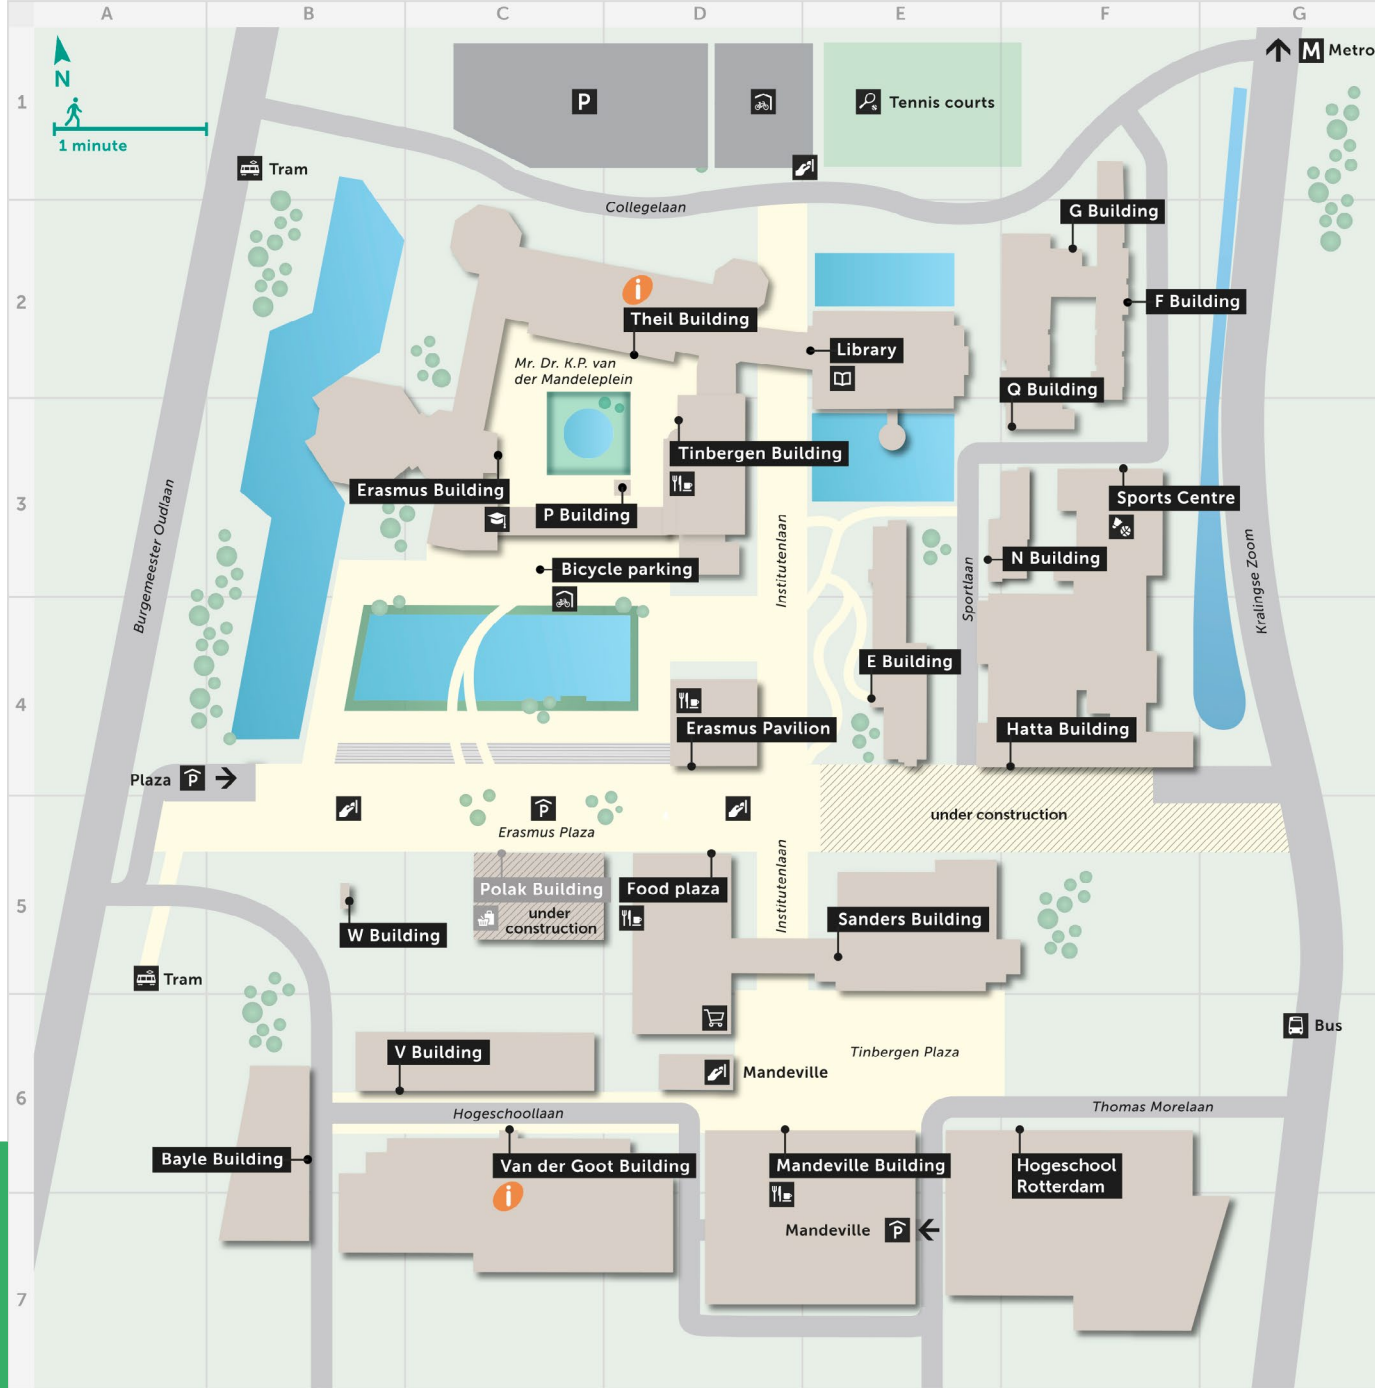 A
B
C
D
E
F
G
N
1 minute
1
P
Tennis courts
M Metro
Tram
Collegelaan
G Building
2
i
F Building
Theil Building
Library
Mr. Dr. K.P. van
der Mandeleplein
Q Building
Tinbergen Building
Erasmus Building
Sports Centre
3
P Building
Burgemeester Oudlaan
Institutenlaan
Sportlaan
Kralingse Zoom
N Building
Bicycle parking
E Building
4
Erasmus Pavilion
Hatta Building
Plaza P
P
under construction
Erasmus Plaza
Institutenlaan
Polak Building
Food plaza
5
under
construction
Sanders Building
W Building
Tram
Bus
V Building
Tinbergen Plaza
Mandeville
6
Hogeschoollaan
Thomas Morelaan
Bayle Building
Van der Goot Building
Mandeville Building
Hogeschool
Rotterdam
i
Mandeville P
7